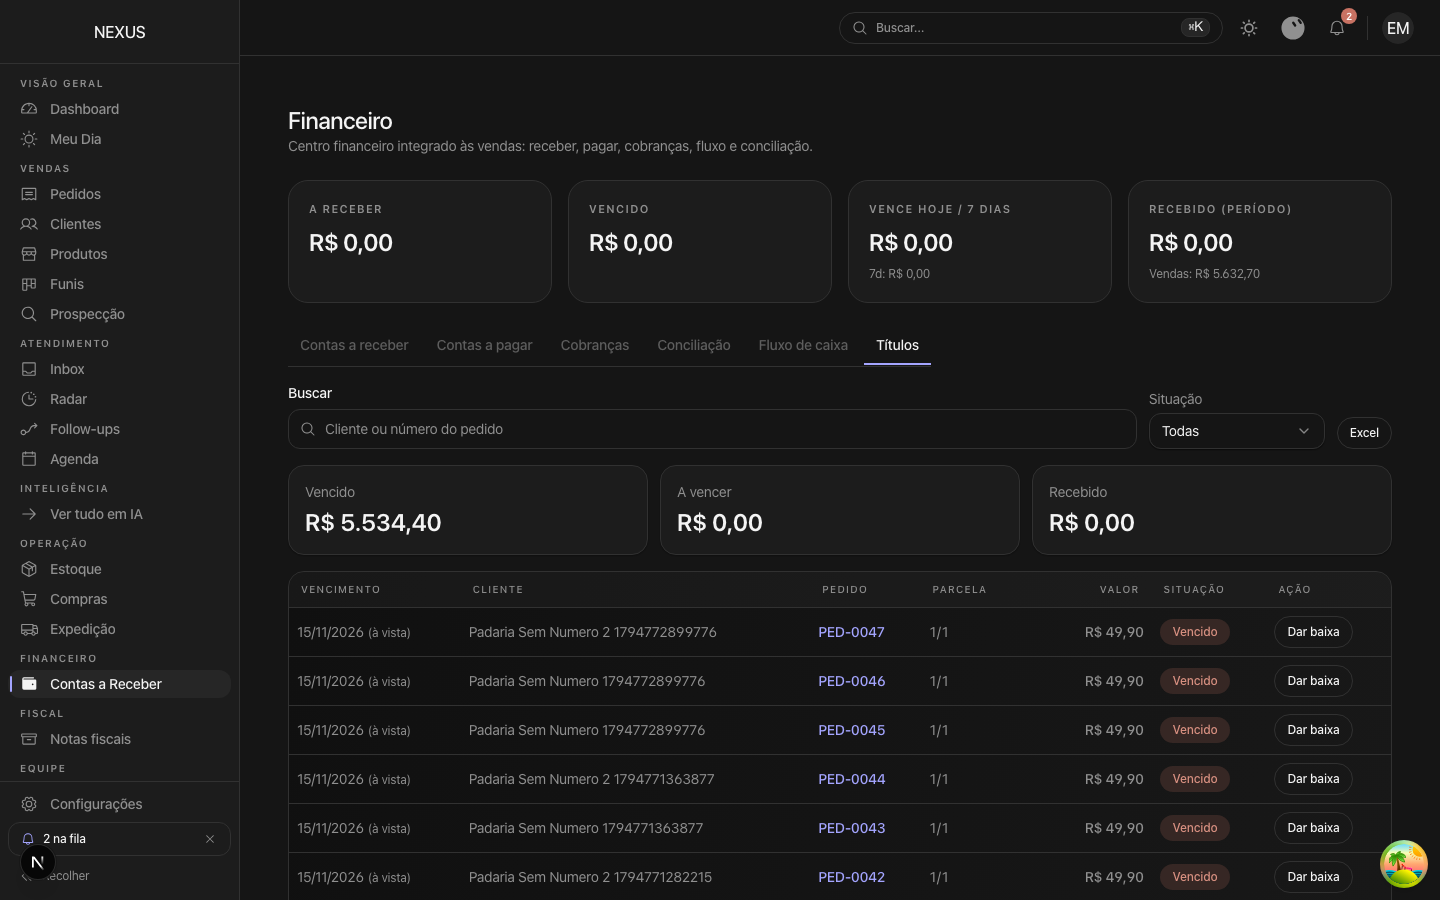 NEXUS
Buscar...
⌘K
2
EM
VISÃO GERAL
Dashboard
Meu Dia
VENDAS
Pedidos
Clientes
Produtos
Funis
Prospecção
ATENDIMENTO
Inbox
Radar
Follow-ups
Agenda
INTELIGÊNCIA
Ver tudo em IA
OPERAÇÃO
Estoque
Compras
Expedição
FINANCEIRO
Contas a Receber
FISCAL
Notas fiscais
EQUIPE
Configurações
2 na fila
N
ecolher
Financeiro
Centro financeiro integrado às vendas: receber, pagar, cobranças, fluxo e conciliação.
A RECEBER
R$ 0,00
VENCIDO
R$ 0,00
VENCE HOJE / 7 DIAS
R$ 0,00
7d: R$ 0,00
RECEBIDO (PERÍODO)
R$ 0,00
Vendas: R$ 5.632,70
Contas a receber Contas a pagar Cobranças Conciliação Fluxo de caixa Títulos
Buscar
Cliente ou número do pedido
Situação
Todas
Excel
Vencido
R$ 5.534,40
A vencer
R$ 0,00
Recebido
R$ 0,00
VENCIMENTO CLIENTE PEDIDO PARCELA VALOR SITUAÇÃO AÇÃO
15/11/2026 (à vista) Padaria Sem Numero 2 1794772899776 PED-0047 1/1 R$ 49,90 Vencido Dar baixa
15/11/2026 (à vista) Padaria Sem Numero 1794772899776 PED-0046 1/1 R$ 49,90 Vencido Dar baixa
15/11/2026 (à vista) Padaria Sem Numero 1794772899776 PED-0045 1/1 R$ 49,90 Vencido Dar baixa
15/11/2026 (à vista) Padaria Sem Numero 2 1794771363877 PED-0044 1/1 R$ 49,90 Vencido Dar baixa
15/11/2026 (à vista) Padaria Sem Numero 1794771363877 PED-0043 1/1 R$ 49,90 Vencido Dar baixa
15/11/2026 (à vista) Padaria Sem Numero 2 1794771282215 PED-0042 1/1 R$ 49,90 Vencido Dar baixa